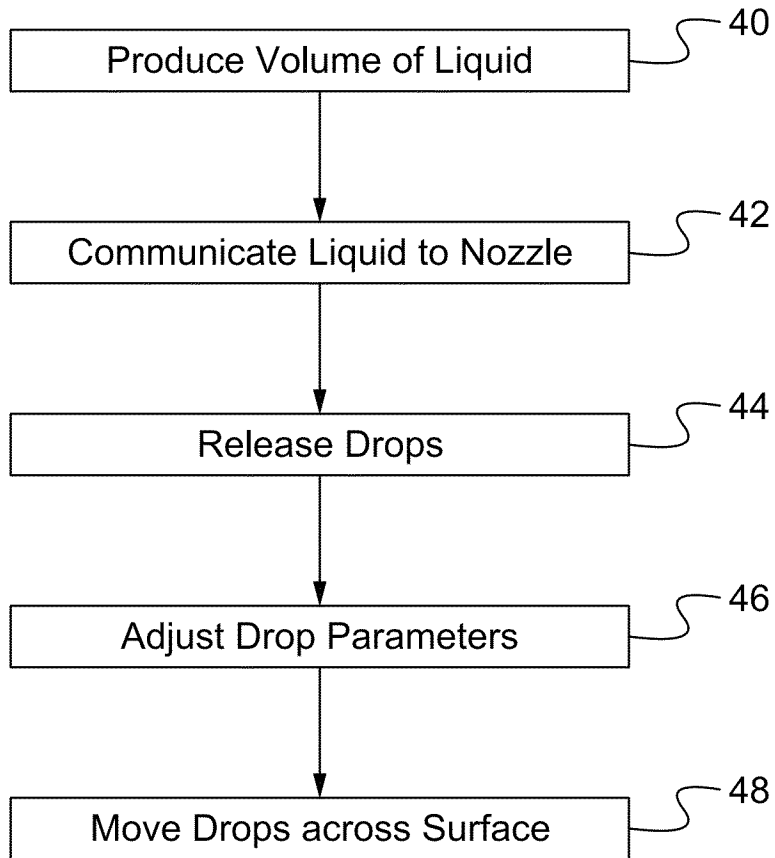 40
Produce Volume of Liquid
42
Communicate Liquid to Nozzle
44
Release Drops
46
Adjust Drop Parameters
48
Move Drops across Surface